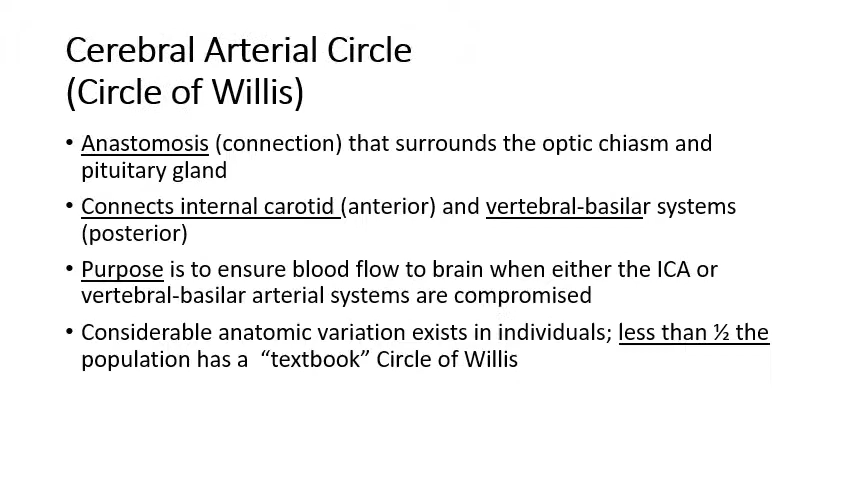 Cerebral Arterial Circle
(Circle of Willis)
• Anastomosis (connection) that surrounds the optic chiasm and
pituitary gland
• Connects internal carotid (anterior) and vertebral-basilar systems
(posterior)
• Purpose is to ensure blood flow to brain when either the ICA or
vertebral-basilar arterial systems are compromised
• Considerable anatomic variation exists in individuals; less than ½ the
population has a “textbook” Circle of Willis